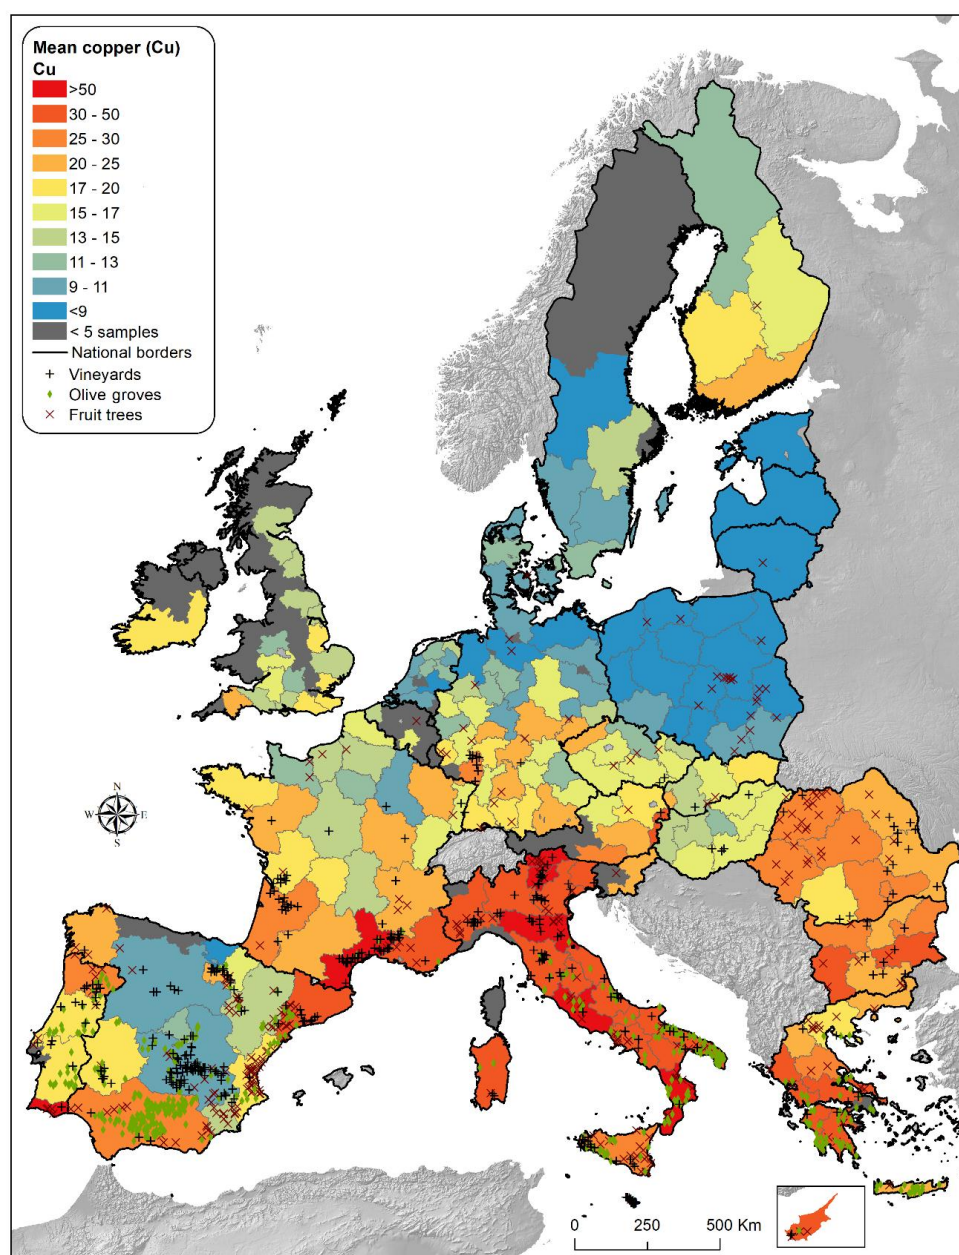 Mean copper (Cu)
Cu
>50
30 - 50
25 - 30
20 - 25
17 - 20
15 - 17
13 - 15
11 - 13
9 - 11
<9
< 5 samples
National borders
Vineyards
Olive groves
Fruit trees
N
W E
S
0 250 500 Km